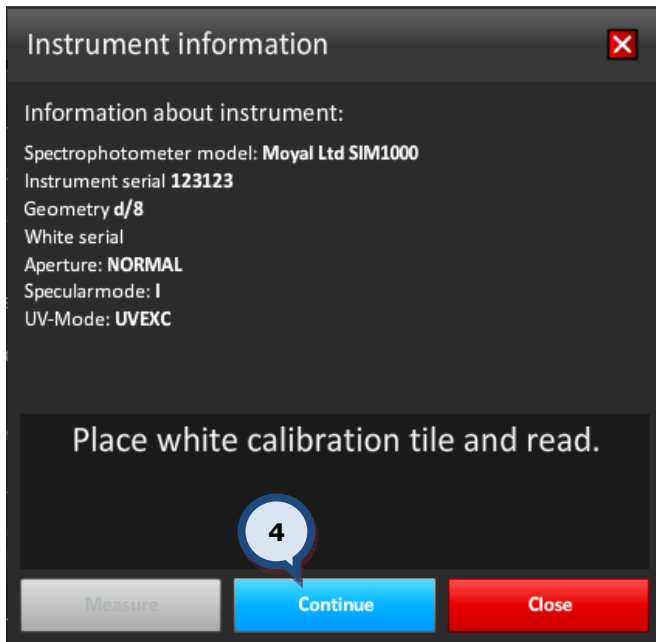 Instrument information
Information about instrument:
Spectrophotometer model: Moyal Ltd SIM1000
Instrument serial 123123
Geometry d/8
White serial
Aperture: NORMAL
Specularmode: I
UV-Mode: UVEXC
Place white calibration tile and read.
4
Measure Continue Close